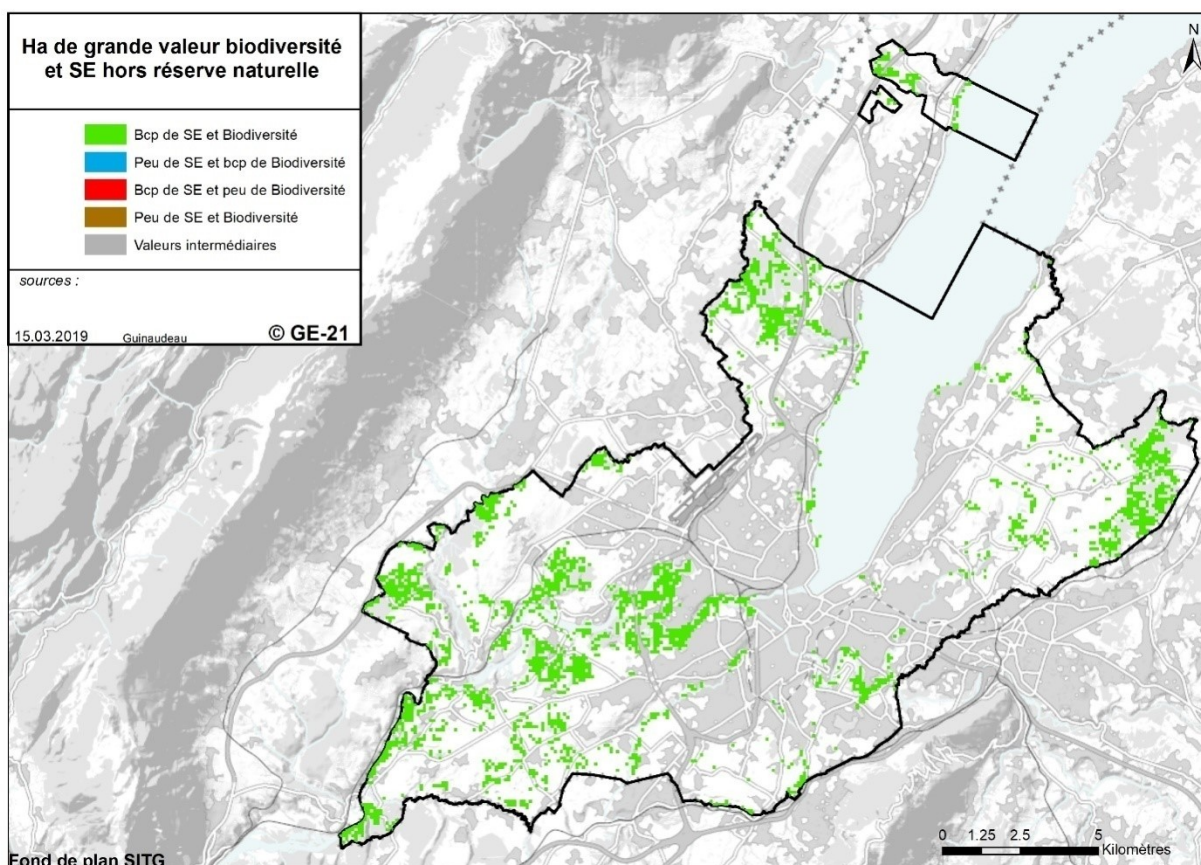 Ha de grande valeur biodiversité
et SE hors réserve naturelle
Bcp de SE et Biodiversité
Peu de SE et bcp de Biodiversité
Bcp de SE et peu de Biodiversité
Peu de SE et Biodiversité
Valeurs intermédiaires
sources :
15.03.2019 Guinaudeau © GE-21
N
0 1.25 2.5 5
Kilomètres
Fond de plan SITG